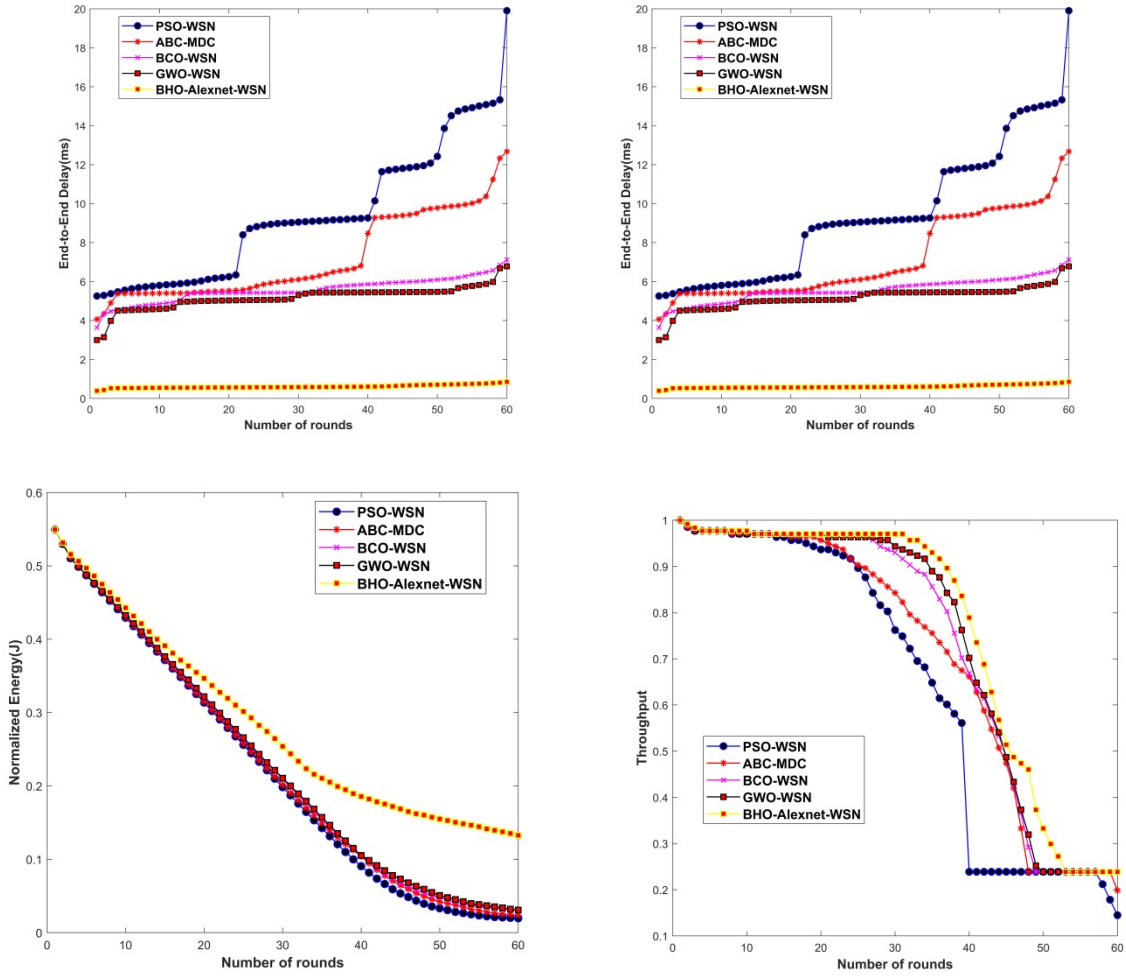 20
18
16
14
12
10
8
6
4
2
0
End-to-End Delay(ms)
PSO-WSN
ABC-MDC
BCO-WSN
GWO-WSN
BHO-Alexnet-WSN
0 10 20 30 40 50 60
Number of rounds
20
18
16
14
12
10
8
6
4
2
0
End-to-End Delay(ms)
PSO-WSN
ABC-MDC
BCO-WSN
GWO-WSN
BHO-Alexnet-WSN
0 10 20 30 40 50 60
Number of rounds
0.6
0.5
0.4
0.3
0.2
0.1
0
Normalized Energy(J)
PSO-WSN
ABC-MDC
BCO-WSN
GWO-WSN
BHO-Alexnet-WSN
0 10 20 30 40 50 60
Number of rounds
1
0.9
0.8
0.7
0.6
0.5
0.4
0.3
0.2
0.1
Throughput
PSO-WSN
ABC-MDC
BCO-WSN
GWO-WSN
BHO-Alexnet-WSN
0 10 20 30 40 50 60
Number of rounds